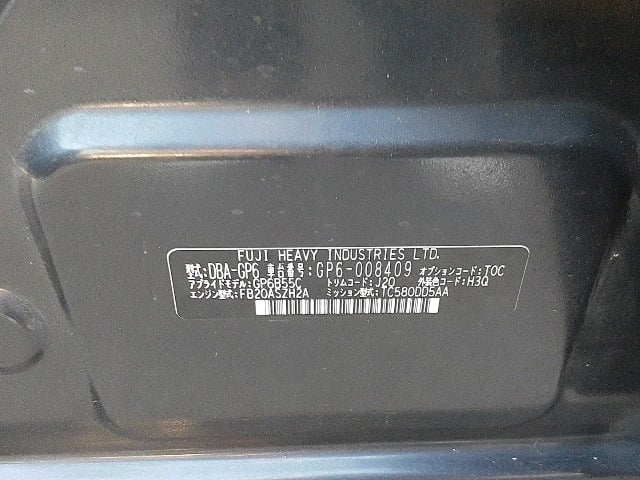 FUJI HEAVY INDUSTRIES LTD.
型式:DBA-GP6 車台番号:GP6-008409 オプションコード:TOC
アプライドモデル:GP6B55C トリムコード:J20 外装色コード:H3Q
エンジン型式:FB20ASZH2A ミッション型式:TC580DD5AA